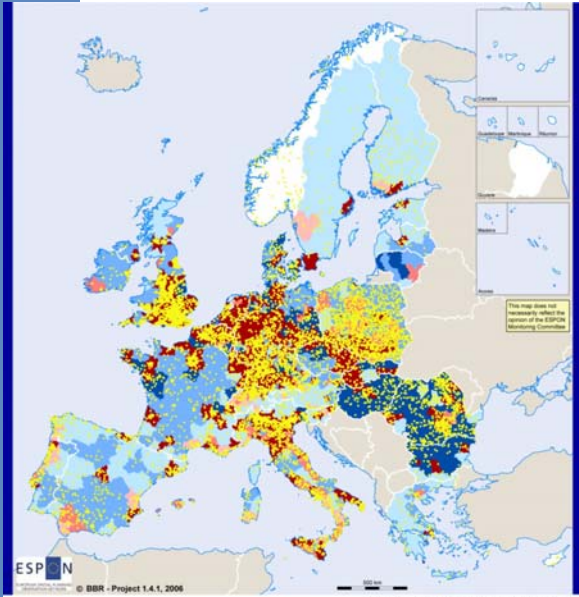 Canarias
Guadeloupe Martinique Réunion
Guyane
Madeira
Acores
This map does not
necessarily reflect the
opinion of the ESPON
Monitoring Committee
ESPON
© BBR - Project 1.4.1, 2006
500 km